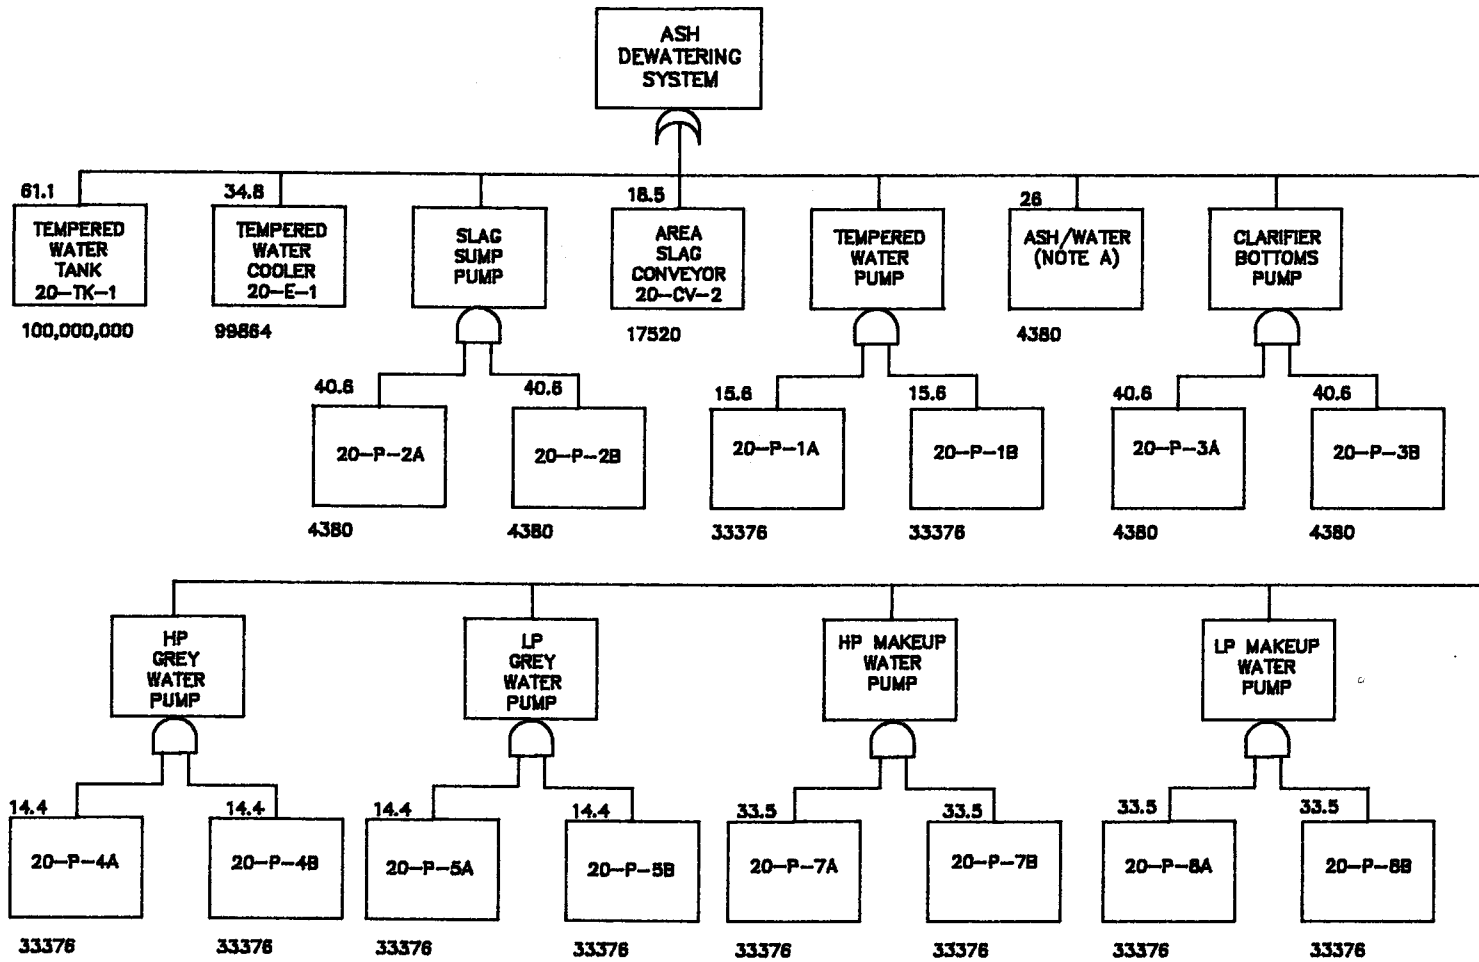 ASH
DEWATERING
SYSTEM
61.1
TEMPERED
WATER
TANK
20-TK-1
100,000,000
34.8
TEMPERED
WATER
COOLER
20-E-1
99864
SLAG
SUMP
PUMP
18.5
AREA
SLAG
CONVEYOR
20-CV-2
17520
TEMPERED
WATER
PUMP
26
ASH/WATER
(NOTE A)
4380
CLARIFIER
BOTTOMS
PUMP
40.6
20-P-2A
4380
40.6
20-P-2B
4380
15.6
20-P-1A
33376
15.6
20-P-1B
33376
40.6
20-P-3A
4380
40.6
20-P-3B
4380
HP
GREY
WATER
PUMP
LP
GREY
WATER
PUMP
HP MAKEUP
WATER
PUMP
LP MAKEUP
WATER
PUMP
14.4
20-P-4A
33376
14.4
20-P-4B
33376
14.4
20-P-5A
33376
14.4
20-P-5B
33376
33.5
20-P-7A
33376
33.5
20-P-7B
33376
33.5
20-P-8A
33376
33.5
20-P-8B
33376